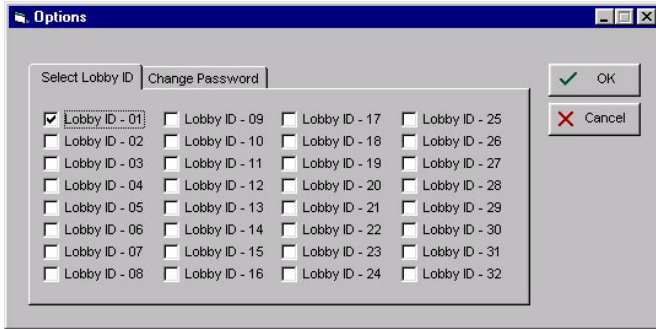 Options
Select Lobby ID Change Password
OK
Cancel
Lobby ID - 01 Lobby ID - 09 Lobby ID - 17 Lobby ID - 25
Lobby ID - 02 Lobby ID - 10 Lobby ID - 18 Lobby ID - 26
Lobby ID - 03 Lobby ID - 11 Lobby ID - 19 Lobby ID - 27
Lobby ID - 04 Lobby ID - 12 Lobby ID - 20 Lobby ID - 28
Lobby ID - 05 Lobby ID - 13 Lobby ID - 21 Lobby ID - 29
Lobby ID - 06 Lobby ID - 14 Lobby ID - 22 Lobby ID - 30
Lobby ID - 07 Lobby ID - 15 Lobby ID - 23 Lobby ID - 31
Lobby ID - 08 Lobby ID - 16 Lobby ID - 24 Lobby ID - 32